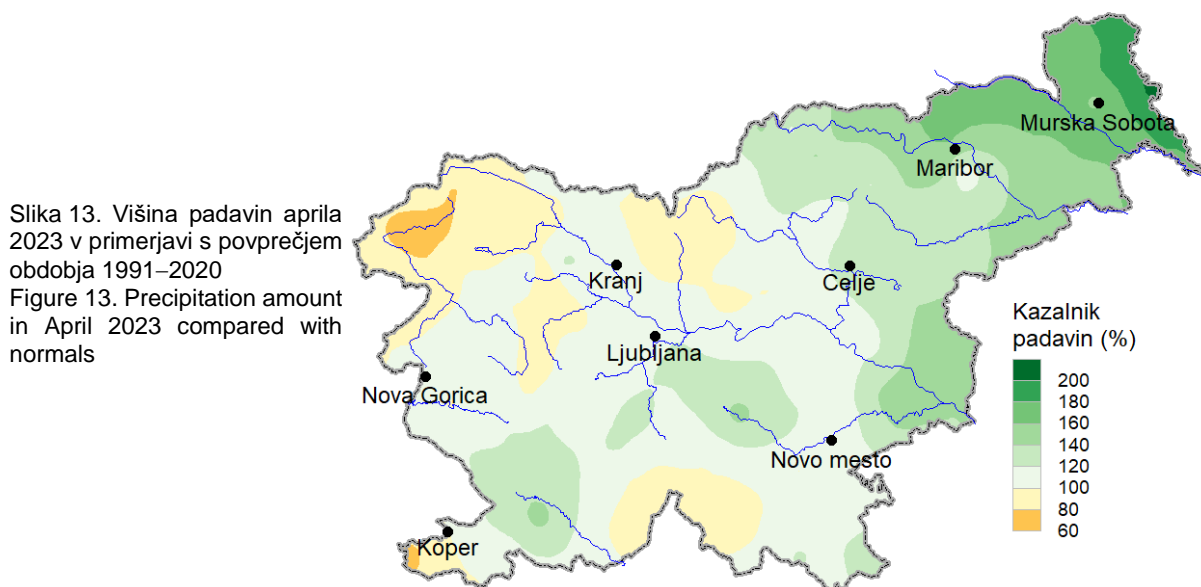 Slika 13. Višina padavin aprila
2023 v primerjavi s povprečjem
obdobja 1991–2020
Figure 13. Precipitation amount
in April 2023 compared with
normals
Murska Sobota
Maribor
Kranj
Celje
Ljubljana
Nova Gorica
Novo mesto
Koper
Kazalnik
padavin (%)
200
180
160
140
120
100
80
60